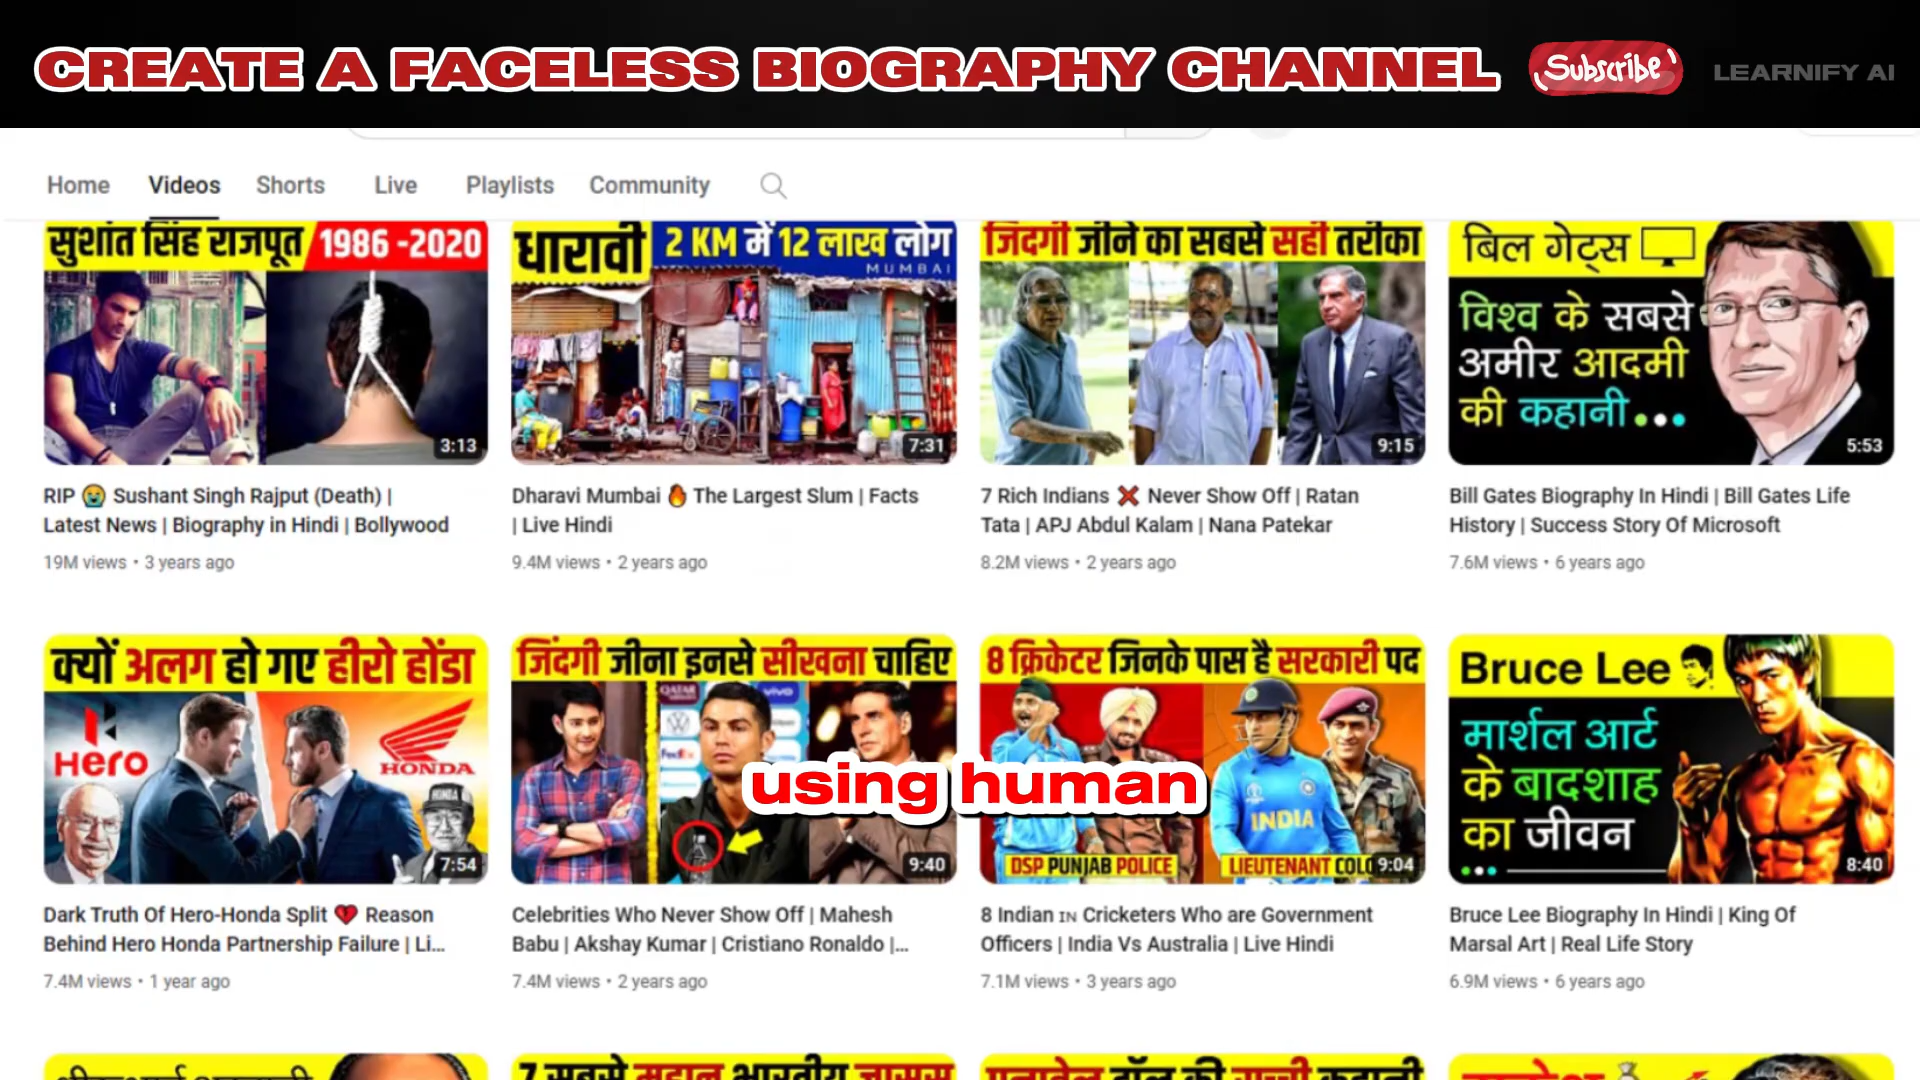 CREATE A FACELESS BIOGRAPHY CHANNEL
Subscribe
LEARNIFY AI
Home Videos Shorts Live Playlists Community
सुशांत सिंह राजपूत 1986 -2020
3:13
RIP 😭 Sushant Singh Rajput (Death) |
Latest News | Biography in Hindi | Bollywood
19M views • 3 years ago
धारावी 2 KM में 12 लाख लोग
MUMBAI
7:31
Dharavi Mumbai 🔥 The Largest Slum | Facts
| Live Hindi
9.4M views • 2 years ago
जिंदगी जीने का सबसे सही तरीका
9:15
7 Rich Indians ❌ Never Show Off | Ratan
Tata | APJ Abdul Kalam | Nana Patekar
8.2M views • 2 years ago
बिल गेट्स
विश्व के सबसे
अमीर आदमी
की कहानी...
5:53
Bill Gates Biography In Hindi | Bill Gates Life
History | Success Story Of Microsoft
7.6M views • 6 years ago
क्यों अलग हो गए हीरो होंडा
Hero
HONDA
HONDA
7:54
Dark Truth Of Hero-Honda Split 💔 Reason
Behind Hero Honda Partnership Failure | Li...
7.4M views • 1 year ago
जिंदगी जीना इनसे सीखना चाहिए
QATAR
vivo
FedEx
9:40
Celebrities Who Never Show Off | Mahesh
Babu | Akshay Kumar | Cristiano Ronaldo |...
7.4M views • 2 years ago
8 क्रिकेटर जिनके पास है सरकारी पद
INDIA
DSP PUNJAB POLICE
LIEUTENANT COLO
9:04
8 Indian IN Cricketers Who are Government
Officers | India Vs Australia | Live Hindi
7.1M views • 3 years ago
Bruce Lee
मार्शल आर्ट
के बादशाह
का जीवन
8:40
Bruce Lee Biography In Hindi | King Of
Marsal Art | Real Life Story
6.9M views • 6 years ago
using human
7 सबसे महान भारतीय जासूस